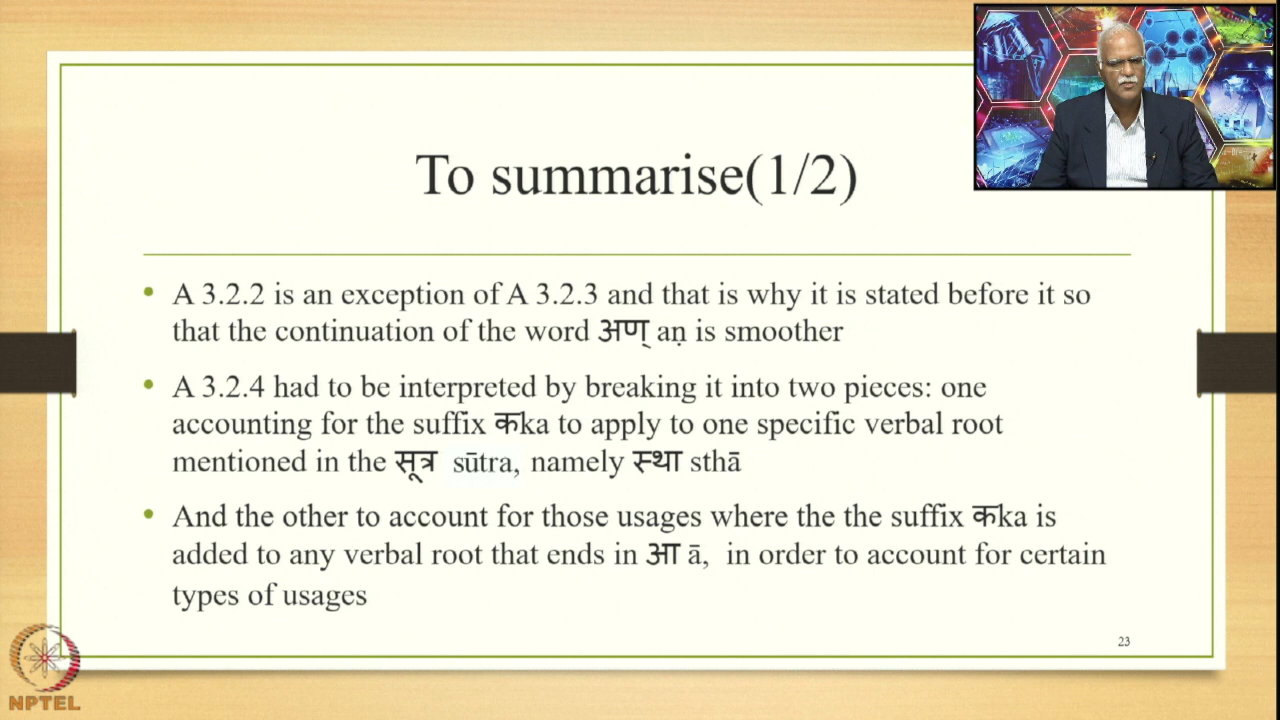 To summarise(1/2)
• A 3.2.2 is an exception of A 3.2.3 and that is why it is stated before it so
that the continuation of the word अण् aṇ is smoother
• A 3.2.4 had to be interpreted by breaking it into two pieces: one
accounting for the suffix कka to apply to one specific verbal root
mentioned in the सूत्र sūtra, namely स्था sthā
• And the other to account for those usages where the the suffix कka is
added to any verbal root that ends in आ ā, in order to account for certain
types of usages
23
NPTEL